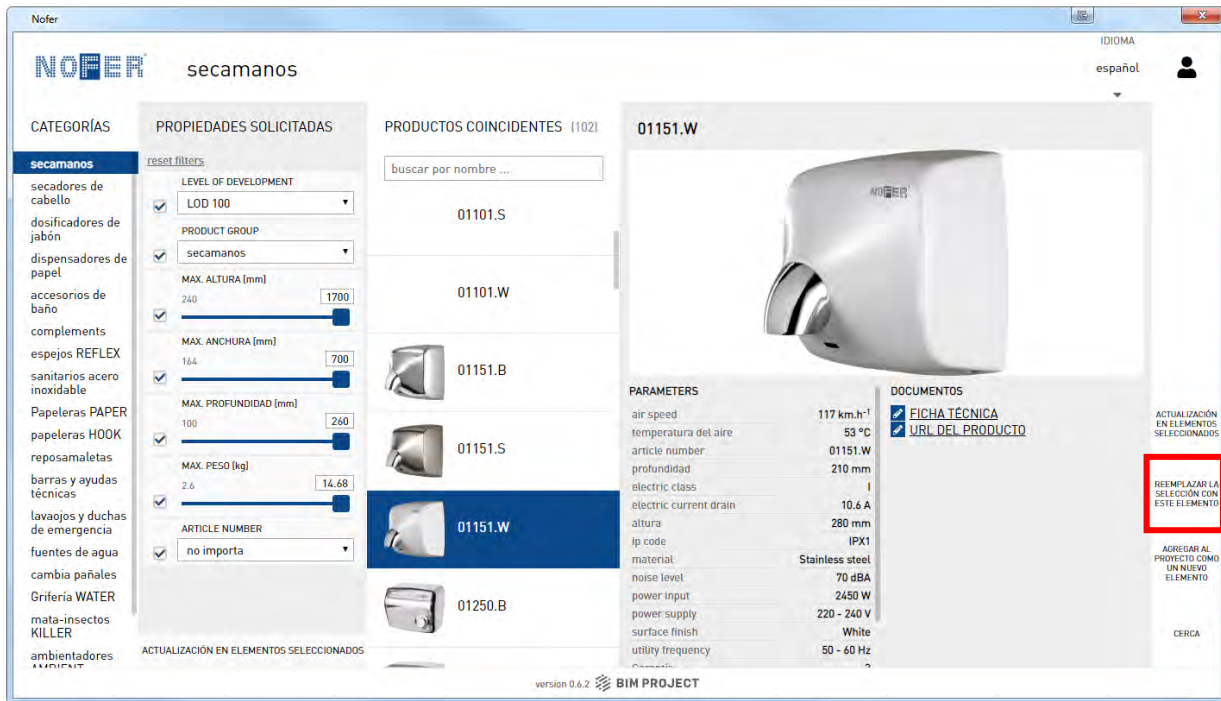 Nofer
NOFER
secamanos
IDIOMA
español
CATEGORÍAS
secamanos
secadores de
cabello
dosificadores de
jabón
dispensadores de
papel
accesorios de
baño
complements
espejos REFLEX
sanitarios acero
inoxidable
Papeleras PAPER
papeleras HOOK
reposamaletas
barras y ayudas
técnicas
lavaojos y duchas
de emergencia
fuentes de agua
cambia pañales
Grifería WATER
mata-insectos
KILLER
ambientadores
AMBIENT
PROPIEDADES SOLICITADAS
reset filters
LEVEL OF DEVELOPMENT
LOD 100
PRODUCT GROUP
secamanos
MAX. ALTURA [mm]
240 1700
MAX. ANCHURA [mm]
164 700
MAX. PROFUNDIDAD [mm]
100 260
MAX. PESO [kg]
2.6 14.68
ARTICLE NUMBER
no importa
ACTUALIZACIÓN EN ELEMENTOS SELECCIONADOS
PRODUCTOS COINCIDENTES (102)
buscar por nombre ...
01101.S
01101.W
01151.B
01151.S
01151.W
01250.B
01151.W
NOFER
PARAMETERS
air speed 117 km.h-1
temperatura del aire 53 °C
article number 01151.W
profundidad 210 mm
electric class I
electric current drain 10.6 A
altura 280 mm
ip code IPX1
material Stainless steel
noise level 70 dBA
power input 2450 W
power supply 220 - 240 V
surface finish White
utility frequency 50 - 60 Hz
DOCUMENTOS
FICHA TÉCNICA
URL DEL PRODUCTO
ACTUALIZACIÓN
EN ELEMENTOS
SELECCIONADOS
REEMPLAZAR LA
SELECCIÓN CON
ESTE ELEMENTO
AGREGAR AL
PROYECTO COMO
UN NUEVO
ELEMENTO
CERCA
version 0.6.2 BIM PROJECT